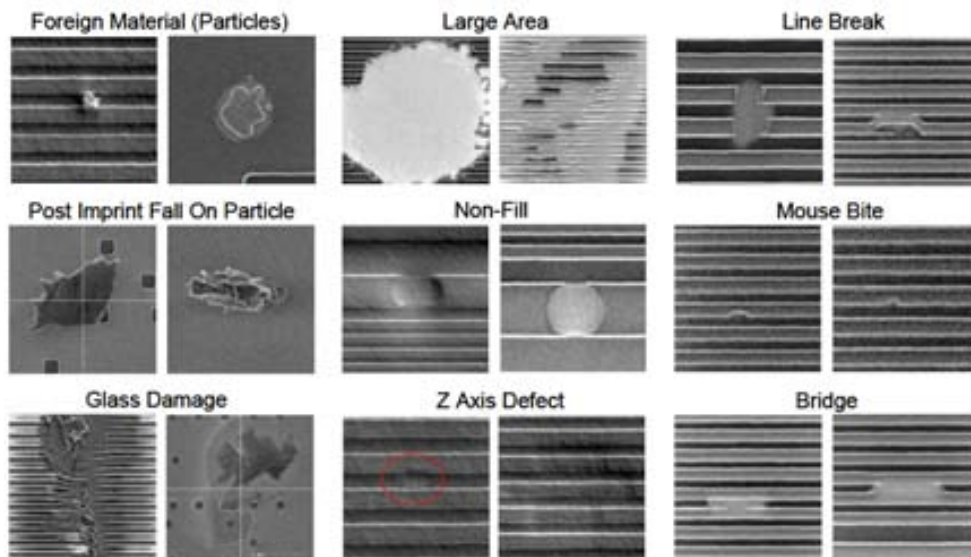 Foreign Material (Particles)
Large Area
Line Break
Post Imprint Fall On Particle
Non-Fill
Mouse Bite
Glass Damage
Z Axis Defect
Bridge